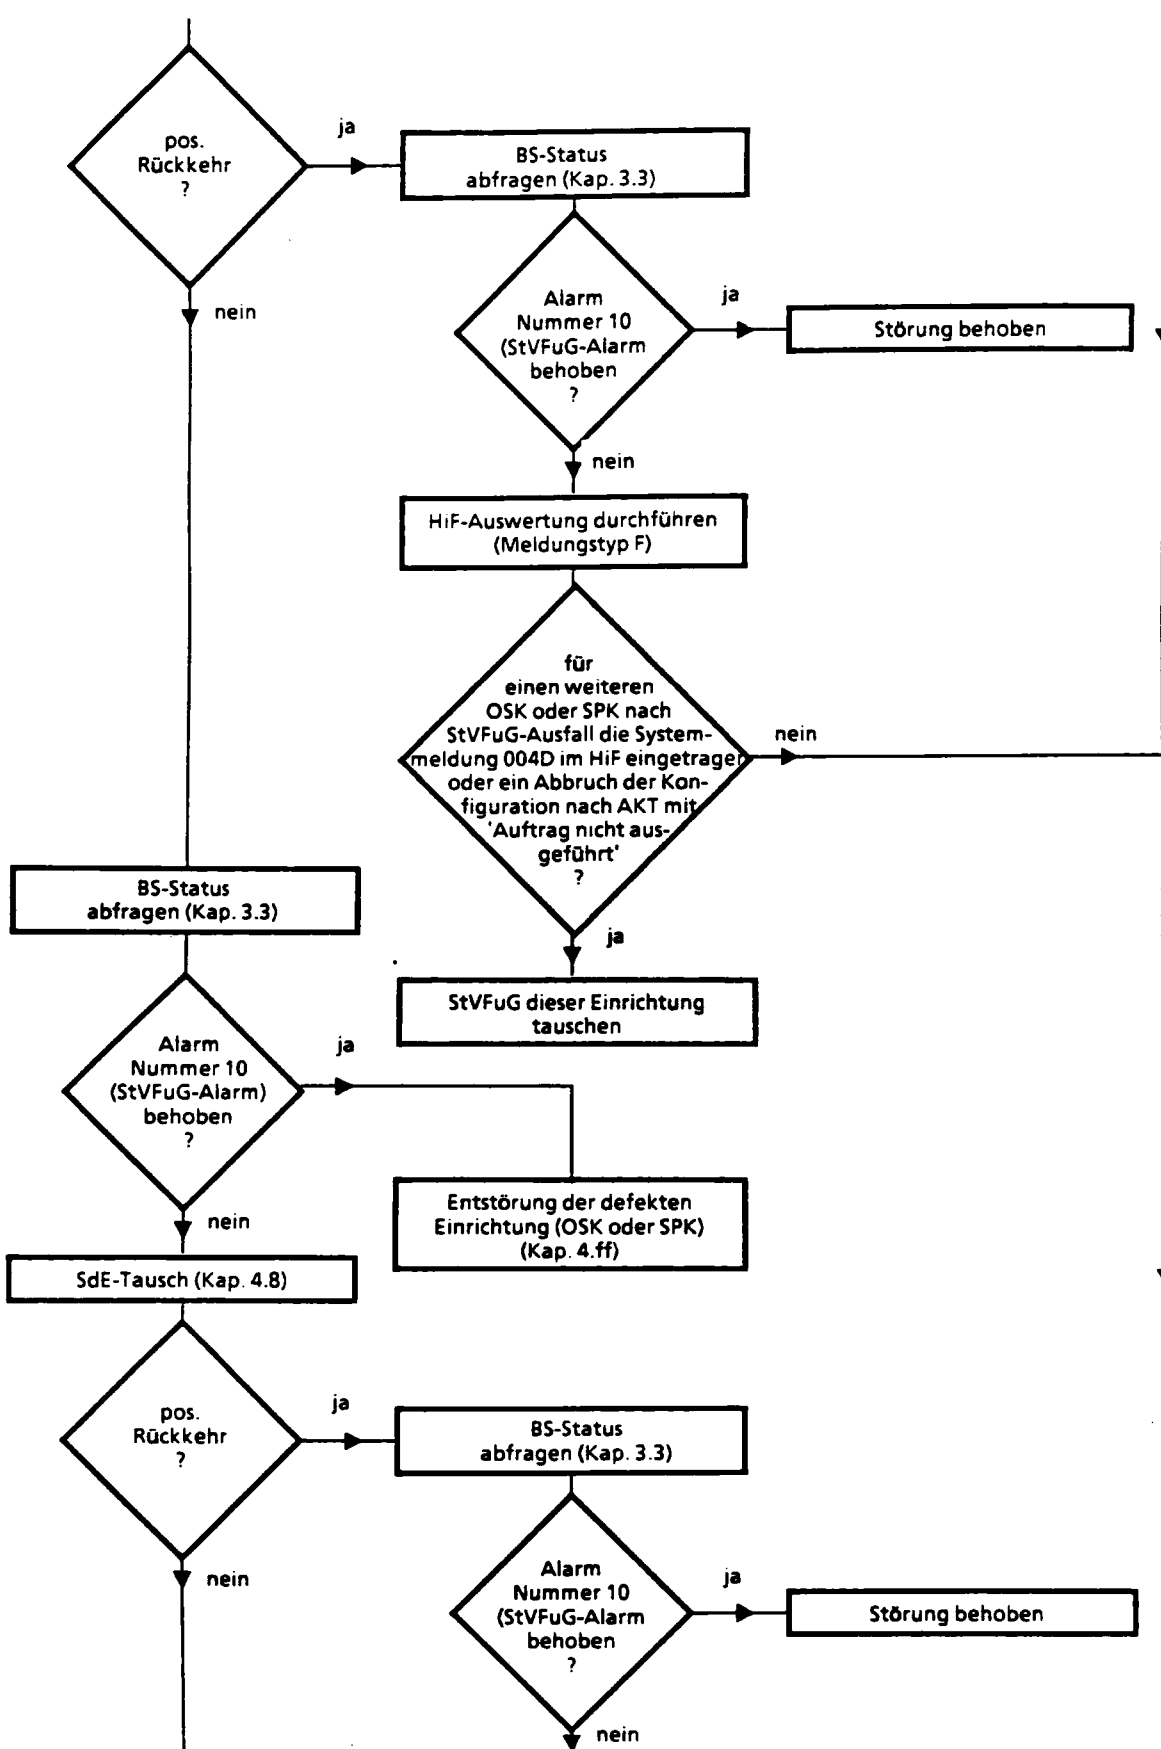 pos.
Rückkehr
?
ja
BS-Status
abfragen (Kap. 3.3)
nein
Alarm
Nummer 10
(StVFuG-Alarm
behoben
?
ja
Störung behoben
nein
HiF-Auswertung durchführen
(Meldungstyp F)
für
einen weiteren
OSK oder SPK nach
StVFuG-Ausfall die System-
meldung 004D im HiF eingetragen
oder ein Abbruch der Kon-
figuration nach AKT mit
'Auftrag nicht aus-
geführt'
?
nein
ja
StVFuG dieser Einrichtung
tauschen
BS-Status
abfragen (Kap. 3.3)
Alarm
Nummer 10
(StVFuG-Alarm)
behoben
?
ja
Entstörung der defekten
Einrichtung (OSK oder SPK)
(Kap. 4.ff)
nein
SdE-Tausch (Kap. 4.8)
pos.
Rückkehr
?
ja
BS-Status
abfragen (Kap. 3.3)
nein
Alarm
Nummer 10
(StVFuG-Alarm
behoben
?
ja
Störung behoben
nein